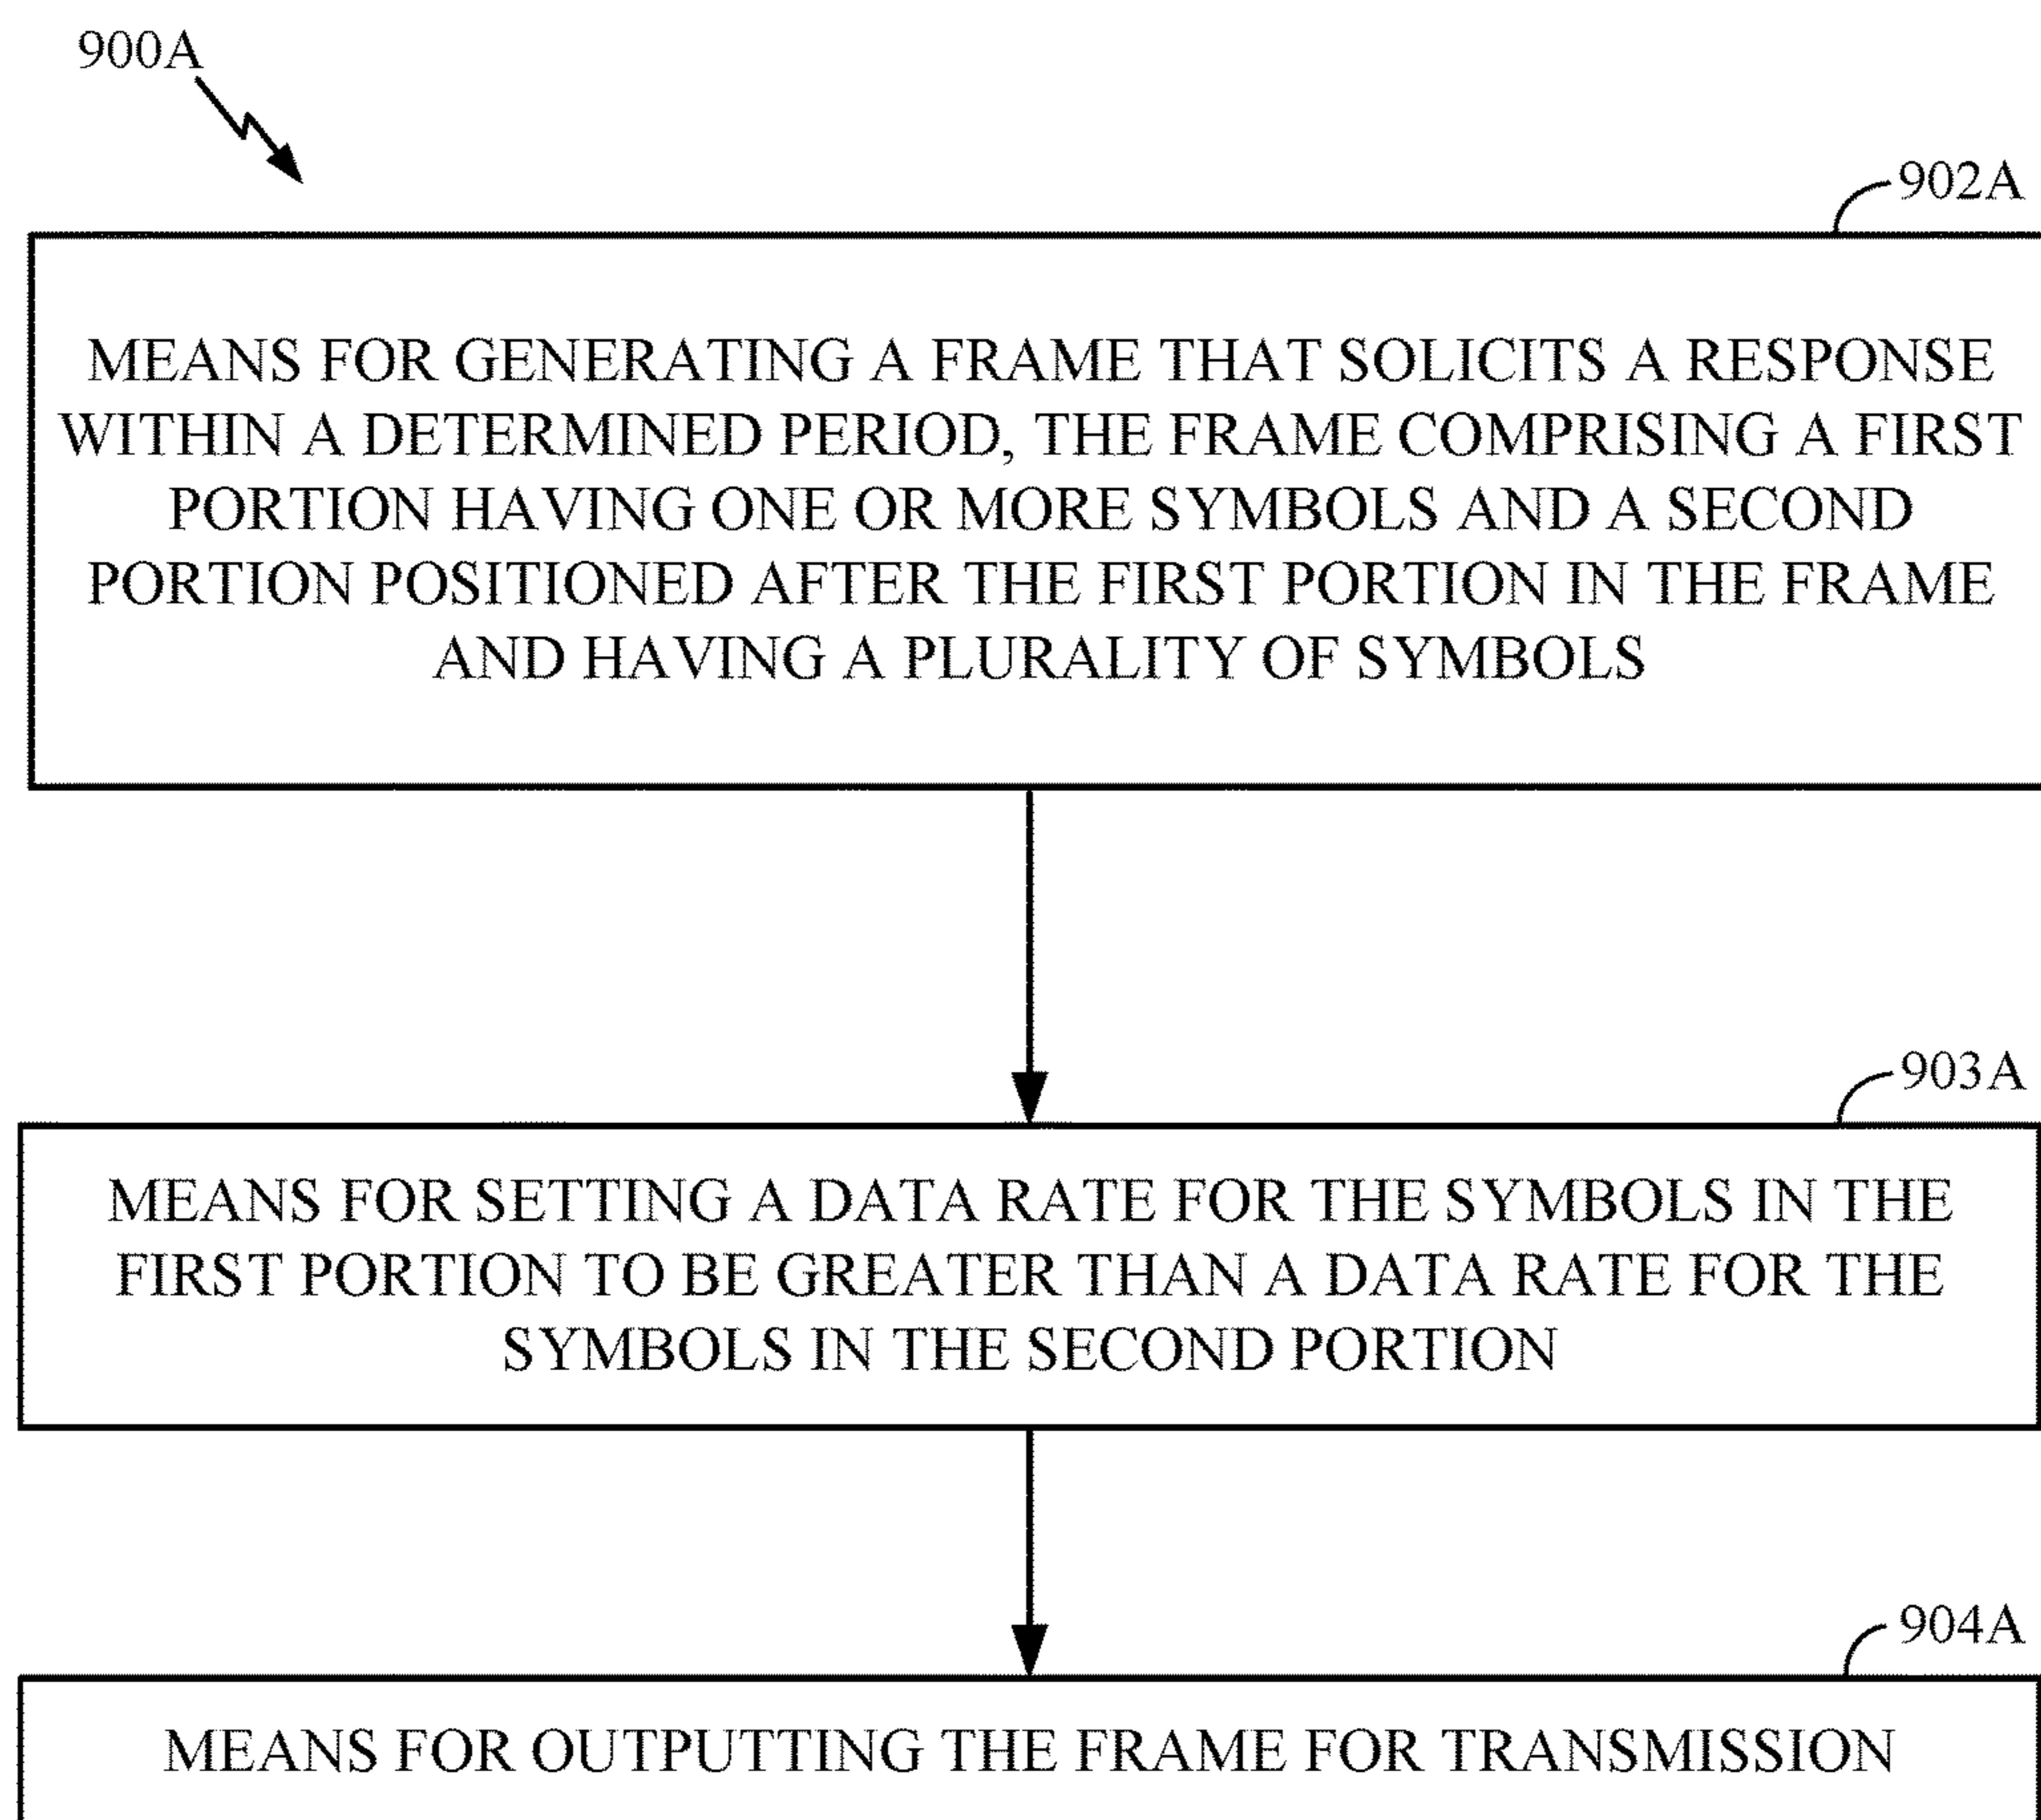 900A
902A
MEANS FOR GENERATING A FRAME THAT SOLICITS A RESPONSE
WITHIN A DETERMINED PERIOD, THE FRAME COMPRISING A FIRST
PORTION HAVING ONE OR MORE SYMBOLS AND A SECOND
PORTION POSITIONED AFTER THE FIRST PORTION IN THE FRAME
AND HAVING A PLURALITY OF SYMBOLS
903A
MEANS FOR SETTING A DATA RATE FOR THE SYMBOLS IN THE
FIRST PORTION TO BE GREATER THAN A DATA RATE FOR THE
SYMBOLS IN THE SECOND PORTION
904A
MEANS FOR OUTPUTTING THE FRAME FOR TRANSMISSION